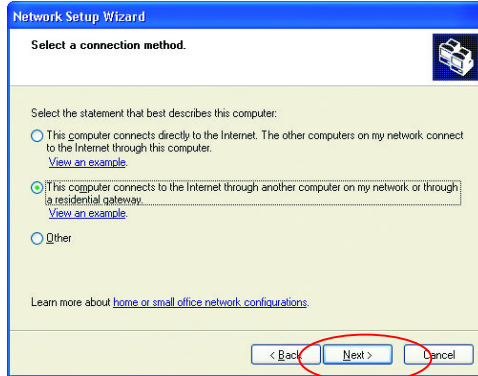 Network Setup Wizard
Select a connection method.
Select the statement that best describes this computer:
This computer connects directly to the Internet. The other computers on my network connect
to the Internet through this computer.
View an example.
This computer connects to the Internet through another computer on my network or through
a residential gateway.
View an example.
Other
Learn more about home or small office network configurations.
< Back Next > Cancel